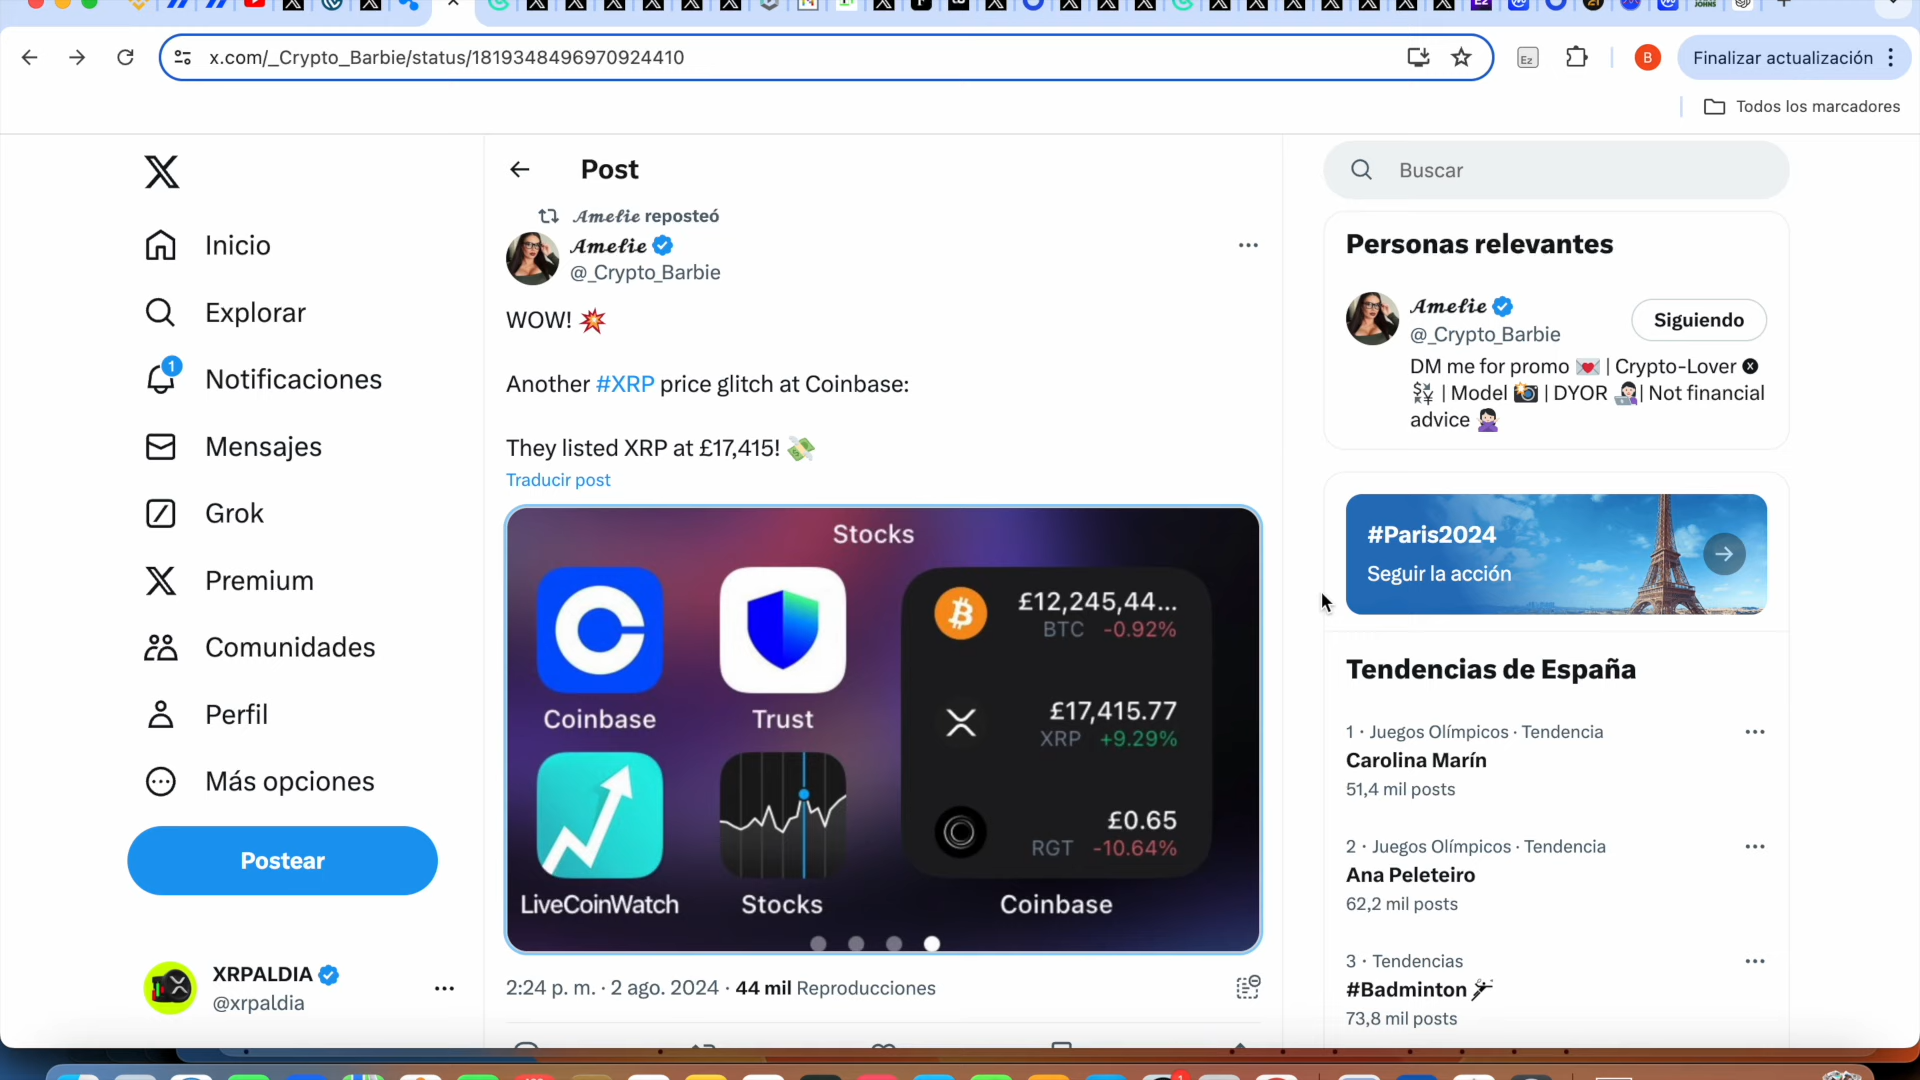 x.com/_Crypto_Barbie/status/1819348496970924410
Ez
B
Finalizar actualización
Todos los marcadores
Inicio
Explorar
1
Notificaciones
Mensajes
Grok
Premium
Comunidades
Perfil
Más opciones
Postear
XRPALDIA
@xrpaldia
Post
Amelie reposteó
Amelie
@_Crypto_Barbie
WOW! 💥
Another #XRP price glitch at Coinbase:
They listed XRP at £17,415! 💸
Traducir post
Stocks
Coinbase
Trust
LiveCoinWatch
Stocks
£12,245,44...
BTC -0.92%
£17,415.77
XRP +9.29%
£0.65
RGT -10.64%
Coinbase
2:24 p. m. · 2 ago. 2024 · 44 mil Reproducciones
Buscar
Personas relevantes
Amelie
@_Crypto_Barbie
Siguiendo
DM me for promo 💌 | Crypto-Lover
| Model 📸 | DYOR 👩🏻‍💻| Not financial
advice 🙅🏻‍♀️
#Paris2024
Seguir la acción
Tendencias de España
1 · Juegos Olímpicos · Tendencia
Carolina Marín
51,4 mil posts
2 · Juegos Olímpicos · Tendencia
Ana Peleteiro
62,2 mil posts
3 · Tendencias
#Badminton
73,8 mil posts